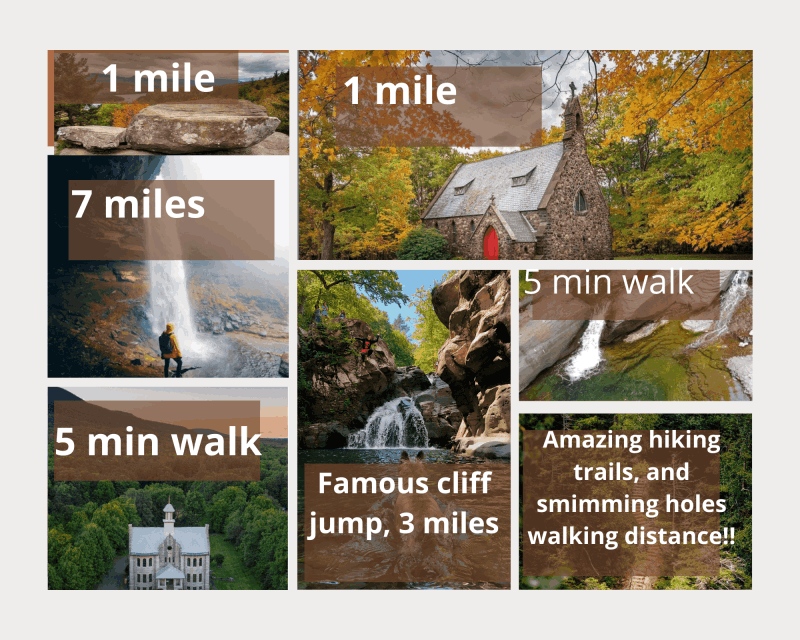 1 mile
1 mile
7 miles
5 min walk
5 min walk
Famous cliff
jump, 3 miles
Amazing hiking
trails, and
smimming holes
walking distance!!